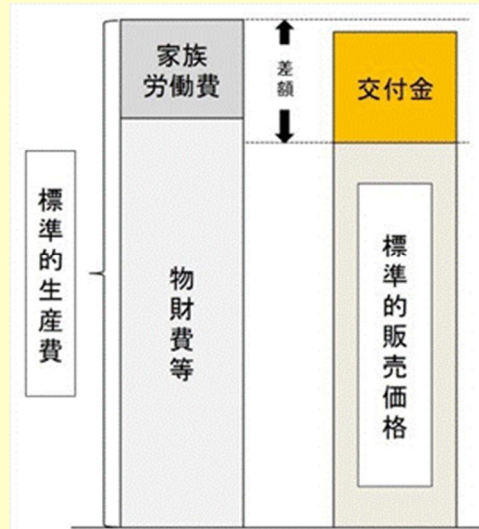 家族
労働費
差額
交付金
標準的生産費
物財費等
標準的販売価格